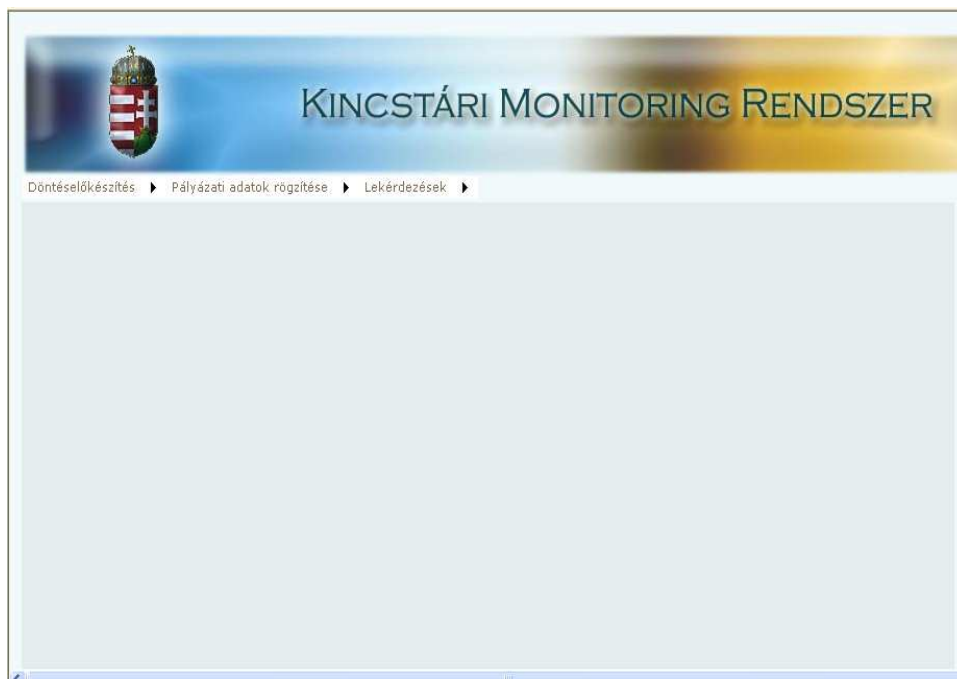 KINCSTÁRI MONITORING RENDSZER
Döntéselőkészítés Pályázati adatok rögzítése Lekérdezések